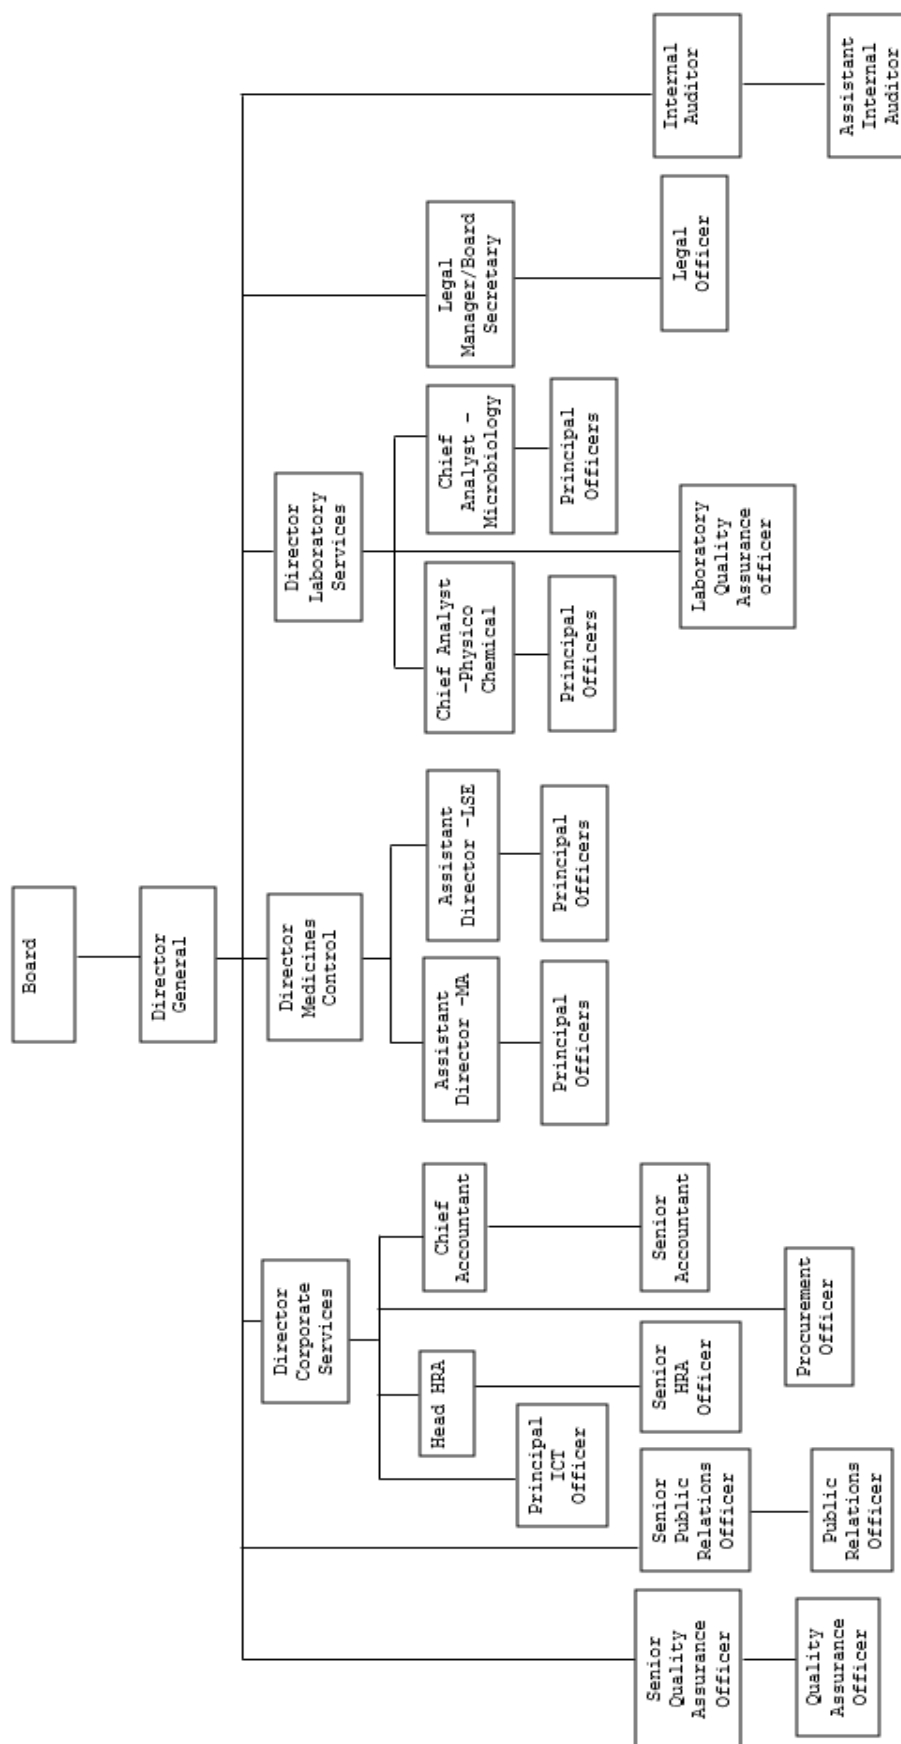 Board
Director
General
Senior
Quality
Assurance
Officer
Quality
Assurance
Officer
Senior
Public
Relations
Officer
Public
Relations
Officer
Director
Corporate
Services
Principal
ICT
Officer
Head HRA
Senior
HRA
Officer
Procurement
Officer
Chief
Accountant
Senior
Accountant
Director
Medicines
Control
Assistant
Director -MA
Principal
Officers
Assistant
Director -LSE
Principal
Officers
Director
Laboratory
Services
Chief Analyst
-Physico
Chemical
Principal
Officers
Laboratory
Quality
Assurance
officer
Chief
Analyst -
Microbiology
Principal
Officers
Legal
Manager/Board
Secretary
Legal
Officer
Internal
Auditor
Assistant
Internal
Auditor